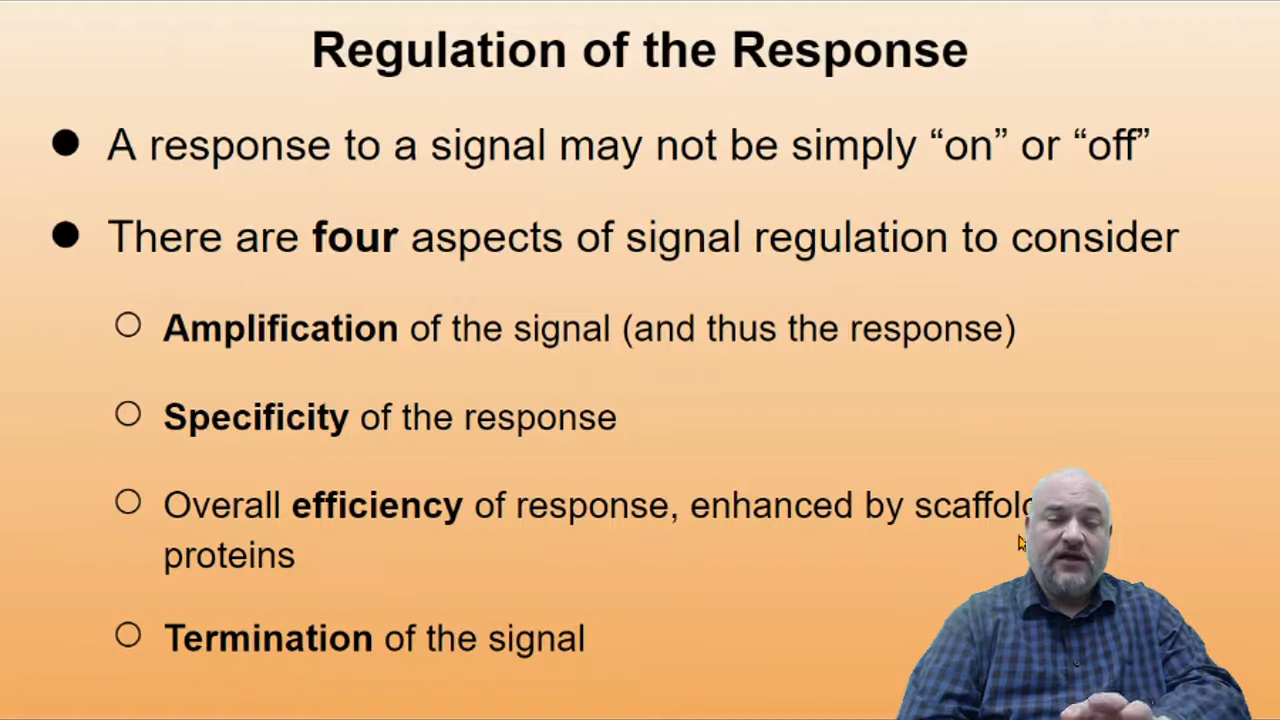 Regulation of the Response
● A response to a signal may not be simply “on” or “off”
● There are four aspects of signal regulation to consider
○ Amplification of the signal (and thus the response)
○ Specificity of the response
○ Overall efficiency of response, enhanced by
proteins
○ Termination of the signal